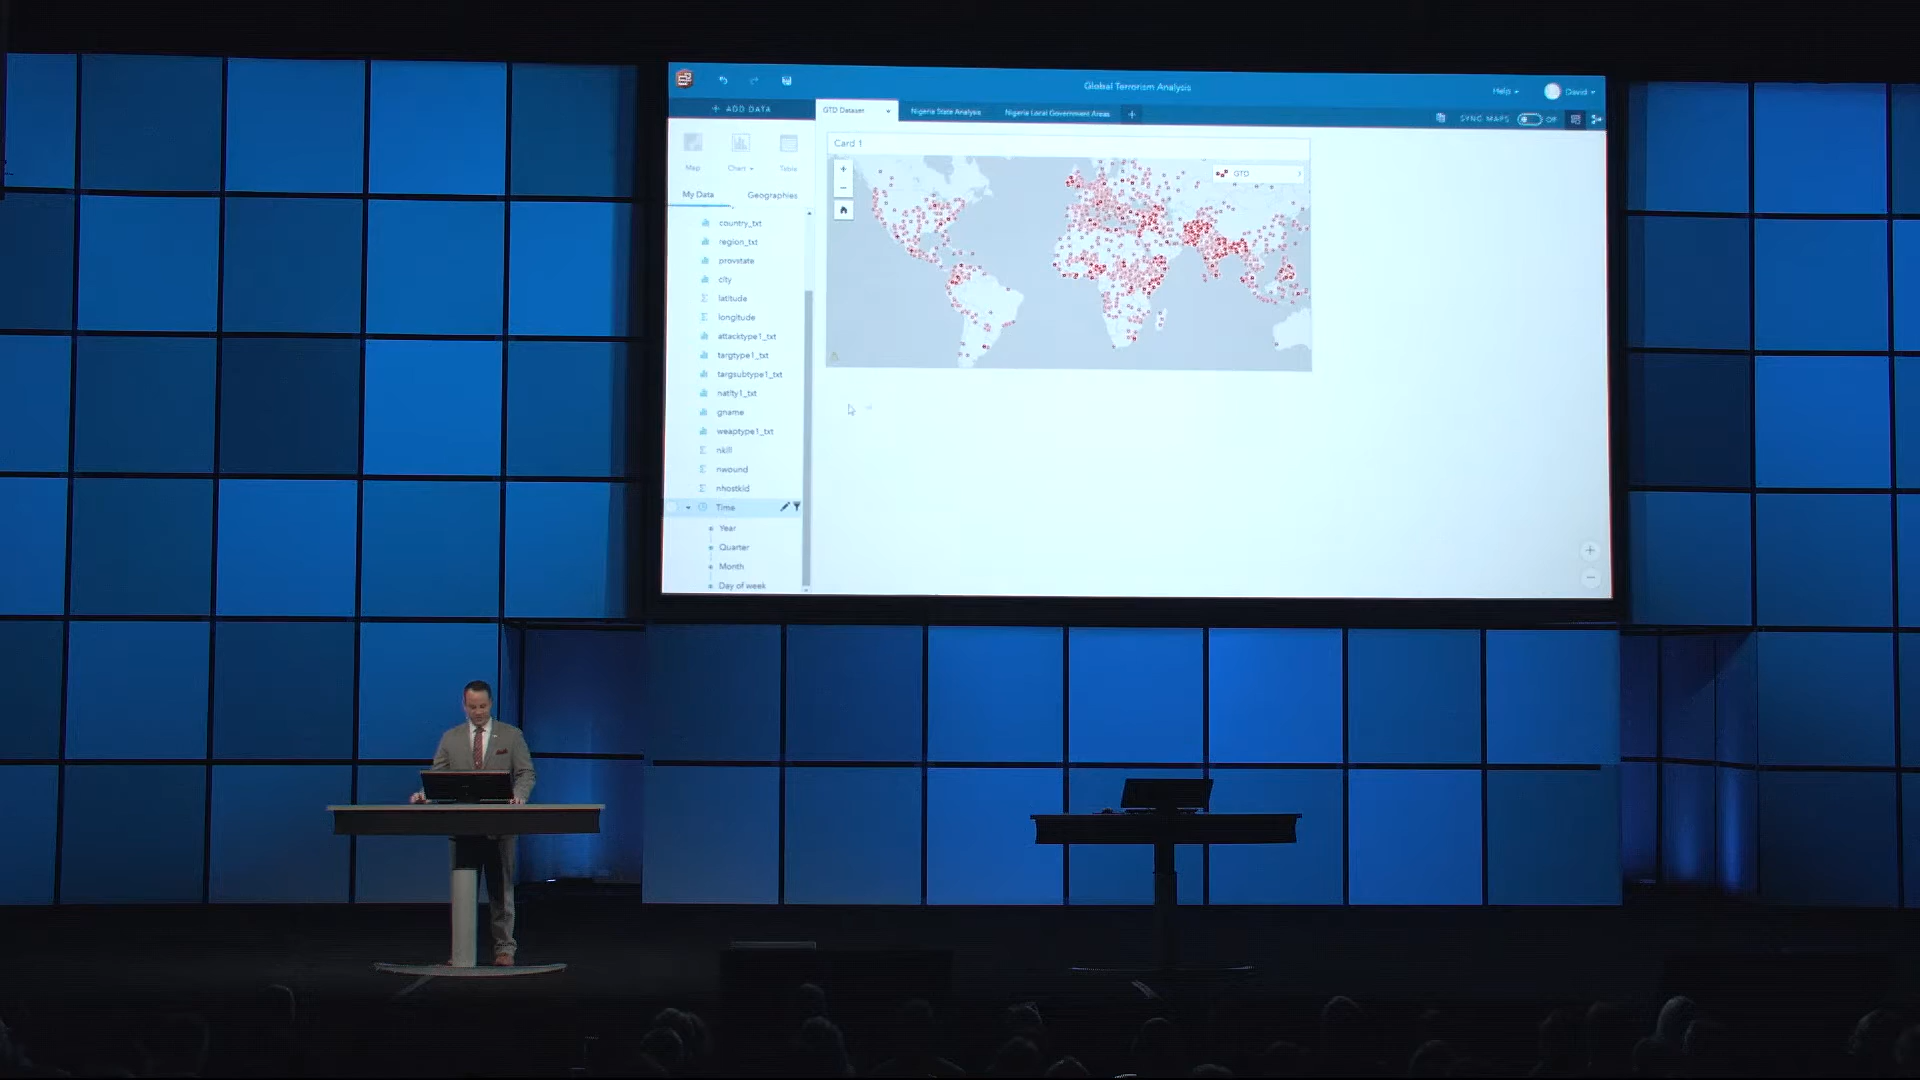 Global Terrorism Analysis
Help
David
+ ADD DATA
GTD Dataset
Nigeria State Analysis
Nigeria Local Government Areas
+
SYNC MAPS
Map
Chart
Table
Card 1
+
−
GTD
My Data
Geographies
country_txt
region_txt
provstate
city
latitude
longitude
attacktype1_txt
targtype1_txt
targsubtype1_txt
natlty1_txt
gname
weaptype1_txt
nkill
nwound
nhostkid
Time
Year
Quarter
Month
Day of week
+
−